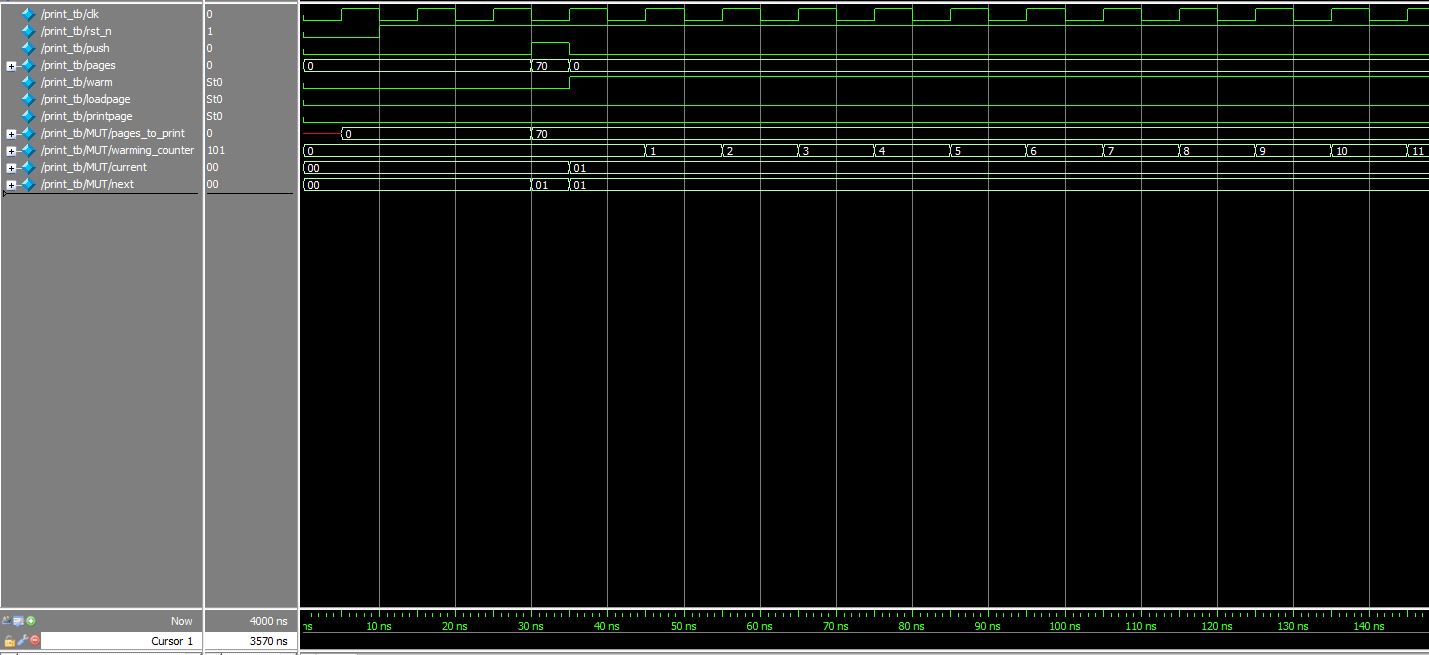 /print_tb/clk 0
/print_tb/rst_n 1
/print_tb/push 0
/print_tb/pages 0 0 70 0
/print_tb/warm St0
/print_tb/loadpage St0
/print_tb/printpage St0
/print_tb/MUT/pages_to_print 0 0 70
/print_tb/MUT/warming_counter 101 0 1 2 3 4 5 6 7 8 9 10 11
/print_tb/MUT/current 00 00 01
/print_tb/MUT/next 00 00 01 01
Now 4000 ns ns 10 ns 20 ns 30 ns 40 ns 50 ns 60 ns 70 ns 80 ns 90 ns 100 ns 110 ns 120 ns 130 ns 140 ns
Cursor 1 3570 ns